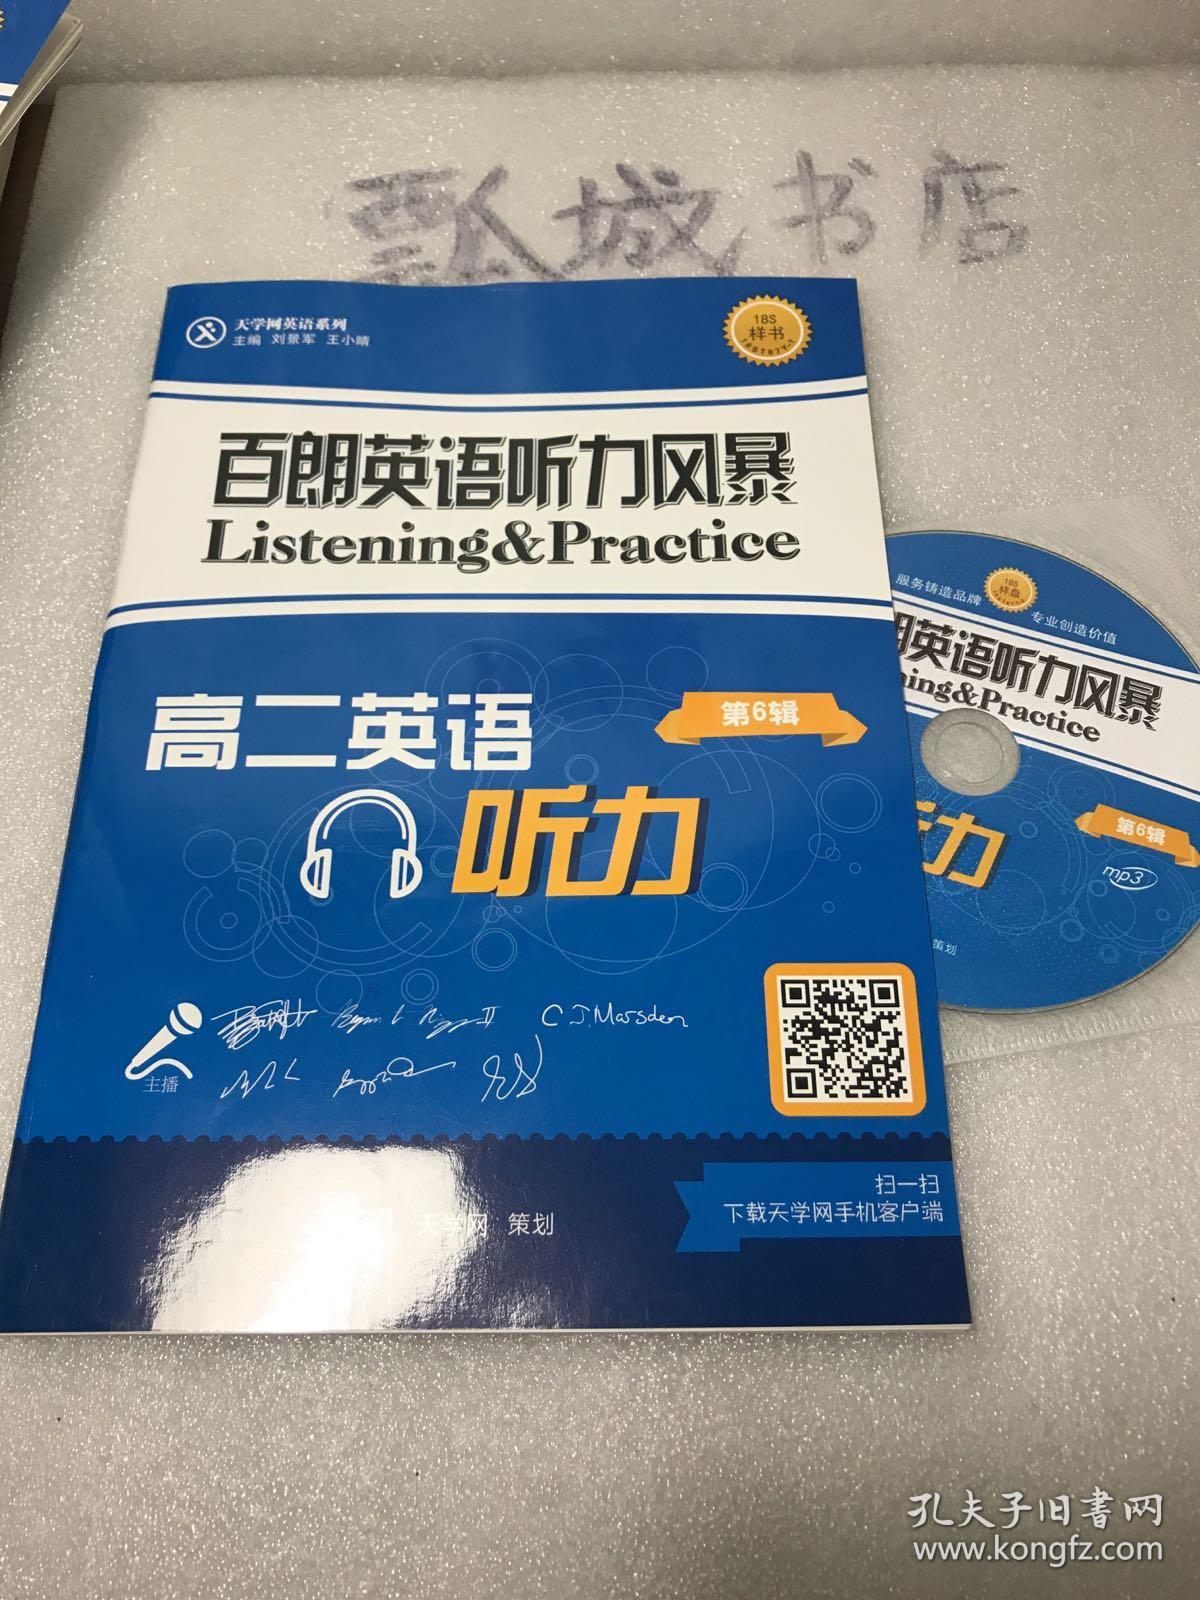 瓢城书店
天学网英语系列
主编 刘景军 王小晴
18S
样书
18ST07Y-1
百朗英语听力风暴
Listening&Practice
高二英语
第6辑
听力
C J. Marsden
主播
扫一扫
下载天学网手机客户端
天学网 策划
服务铸造品牌
18S
样盘
专业创造价值
朗英语听力风暴
ning&Practice
听力
第6辑
mp3
策划
孔夫子旧书网
www.kongfz.com